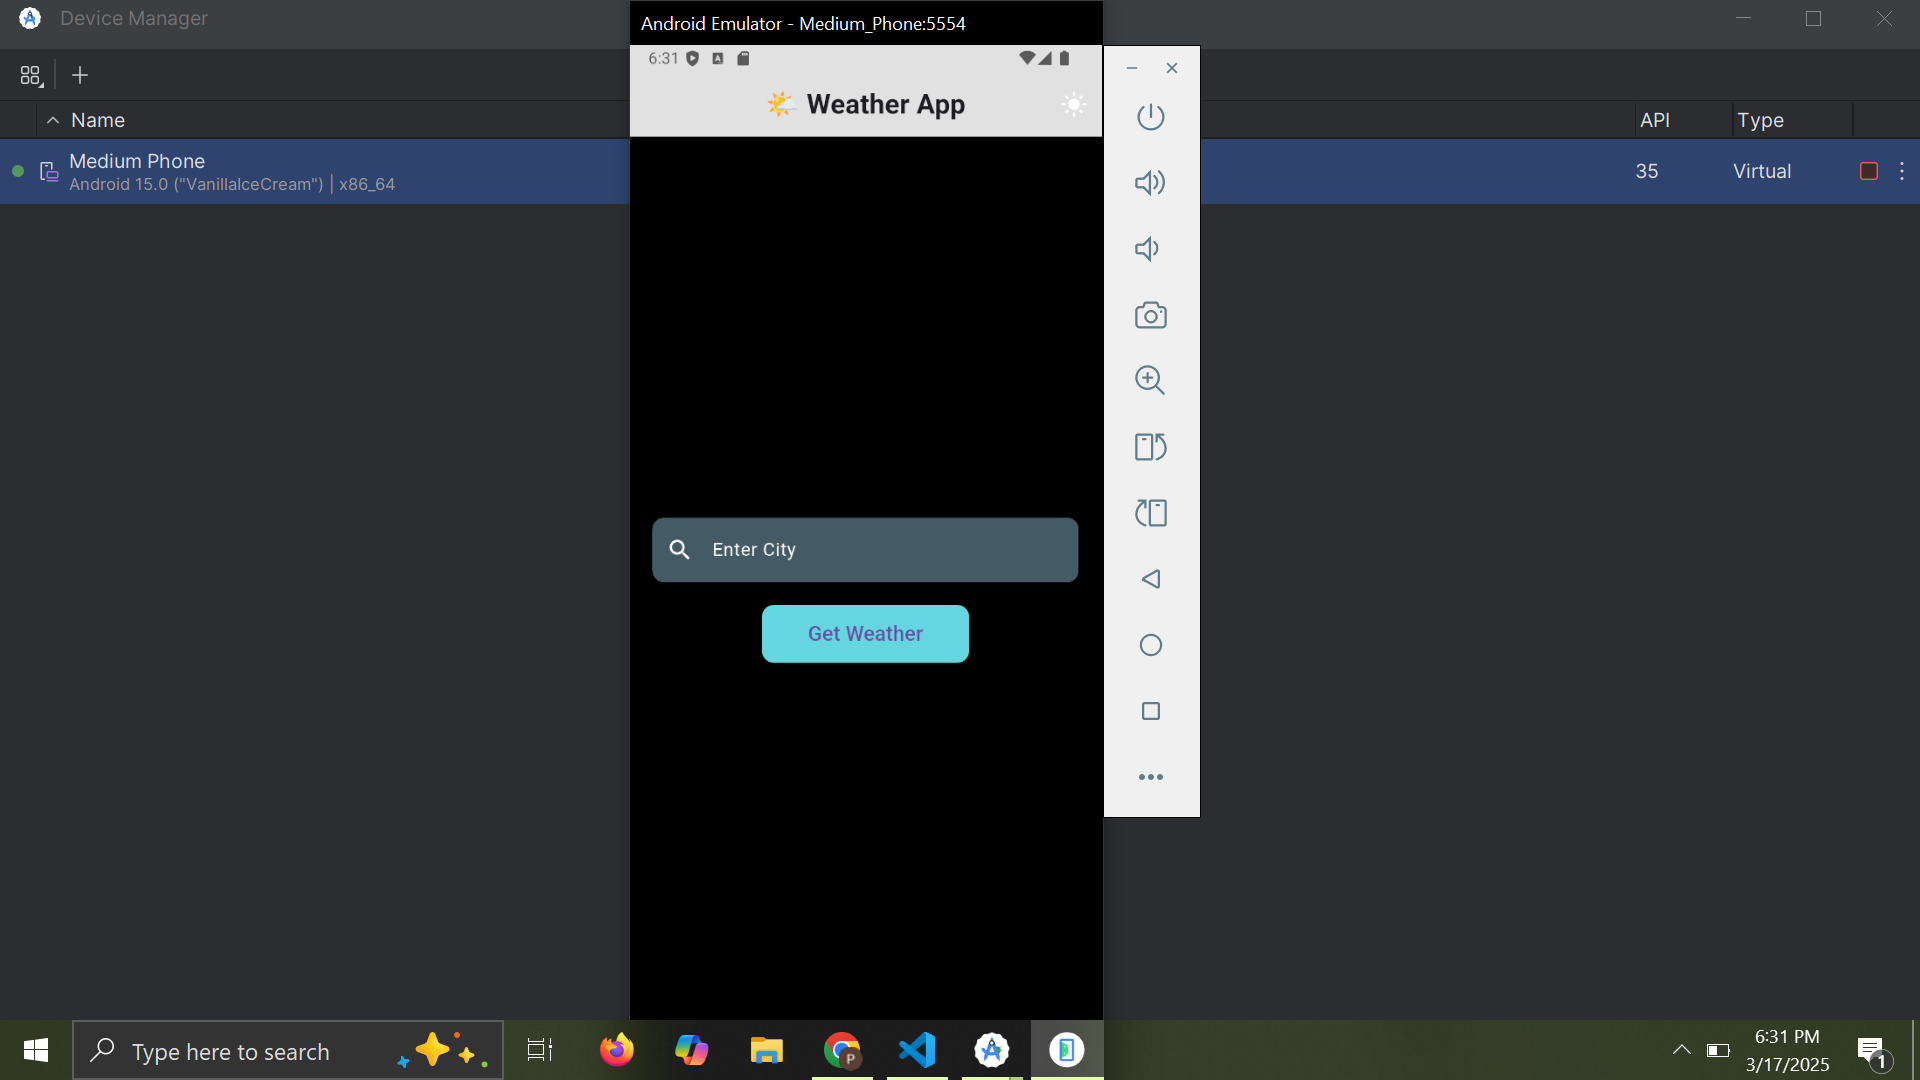 Device Manager
Android Emulator - Medium_Phone:5554
6:31
Weather App
Name
API
Type
Medium Phone
Android 15.0 ("VanillaIceCream") | x86_64
35
Virtual
Enter City
Get Weather
Type here to search
P
6:31 PM
3/17/2025
1